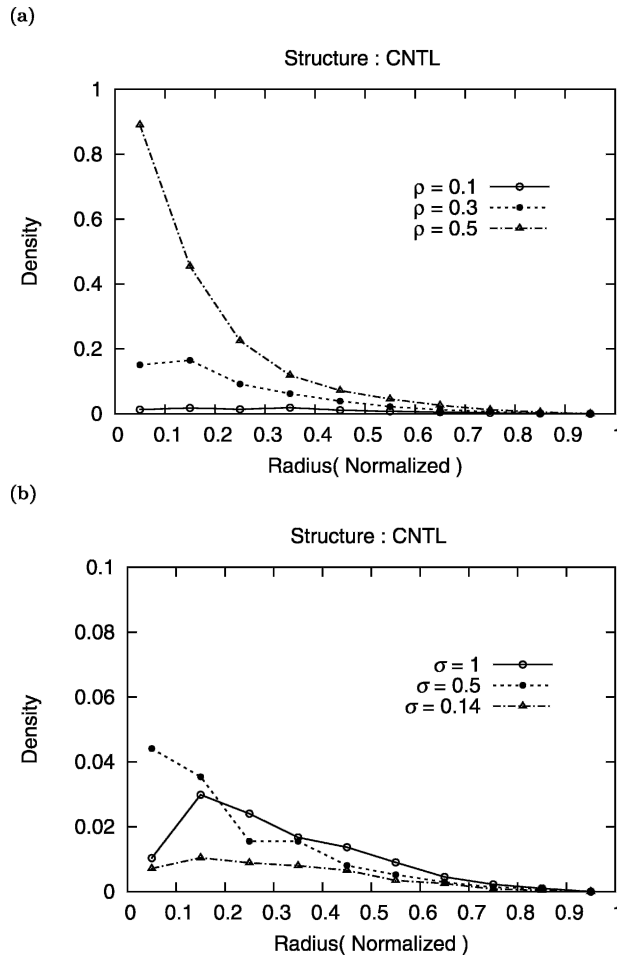 (a)
Structure : CNTL
1
0.8
0.6
0.4
0.2
0
Density
ρ = 0.1
ρ = 0.3
ρ = 0.5
0 0.1 0.2 0.3 0.4 0.5 0.6 0.7 0.8 0.9 1
Radius( Normalized )
(b)
Structure : CNTL
0.1
0.08
0.06
0.04
0.02
0
Density
σ = 1
σ = 0.5
σ = 0.14
0 0.1 0.2 0.3 0.4 0.5 0.6 0.7 0.8 0.9 1
Radius( Normalized )